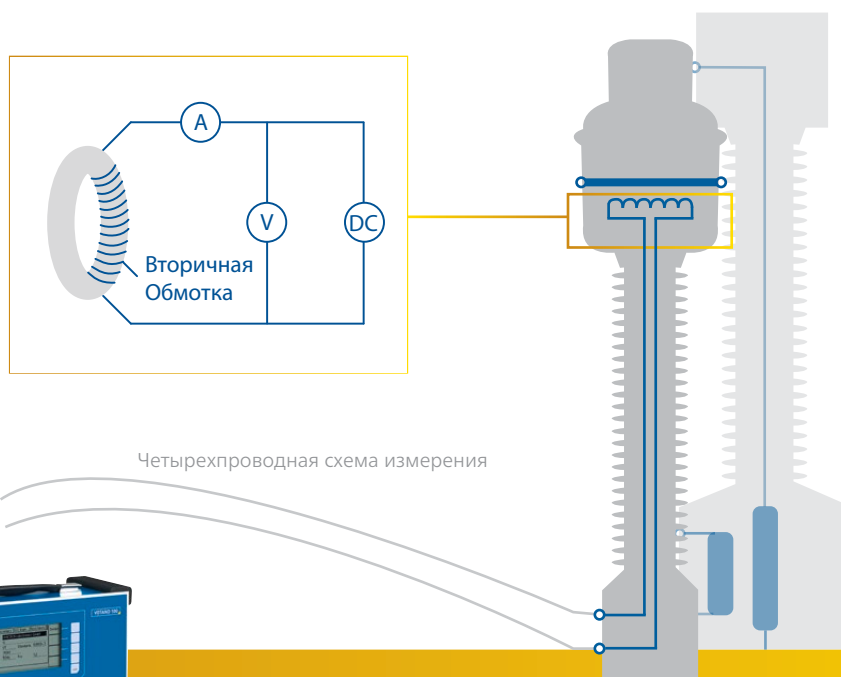 A
V
DC
Вторичная
Обмотка
Четырехпроводная схема измерения